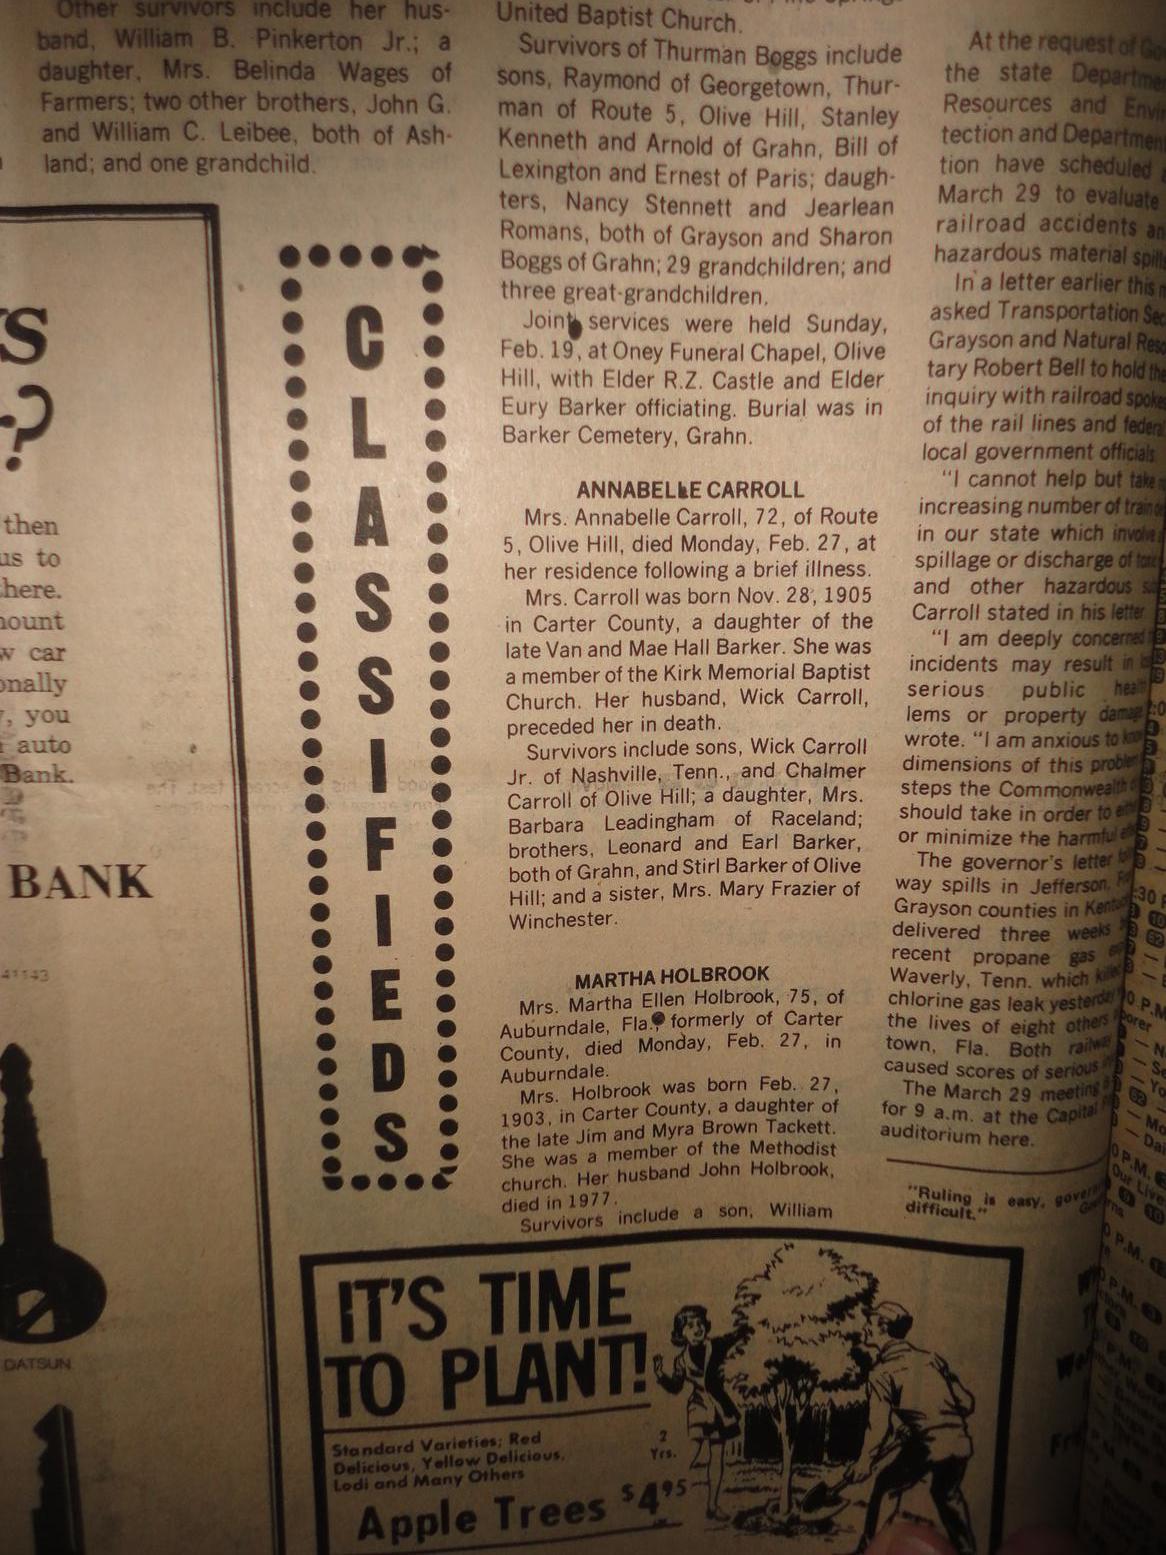 Other survivors include her hus-
band, William B. Pinkerton Jr.; a
daughter, Mrs. Belinda Wages of
Farmers; two other brothers, John G.
and William C. Leibee, both of Ash-
land; and one grandchild.
then
us to
here.
ount
w car
onally
, you
auto
Bank.
BANK
41143
DATSUN
CLASSIFIEDS
United Baptist Church.
Survivors of Thurman Boggs include
sons, Raymond of Georgetown, Thur-
man of Route 5, Olive Hill, Stanley
Kenneth and Arnold of Grahn, Bill of
Lexington and Ernest of Paris; daugh-
ters, Nancy Stennett and Jearlean
Romans, both of Grayson and Sharon
Boggs of Grahn; 29 grandchildren; and
three great-grandchildren.
Joint services were held Sunday,
Feb. 19, at Oney Funeral Chapel, Olive
Hill, with Elder R.Z. Castle and Elder
Eury Barker officiating. Burial was in
Barker Cemetery, Grahn.
ANNABELLE CARROLL
Mrs. Annabelle Carroll, 72, of Route
5, Olive Hill, died Monday, Feb. 27, at
her residence following a brief illness.
Mrs. Carroll was born Nov. 28, 1905
in Carter County, a daughter of the
late Van and Mae Hall Barker. She was
a member of the Kirk Memorial Baptist
Church. Her husband, Wick Carroll,
preceded her in death.
Survivors include sons, Wick Carroll
Jr. of Nashville, Tenn., and Chalmer
Carroll of Olive Hill; a daughter, Mrs.
Barbara Leadingham of Raceland;
brothers, Leonard and Earl Barker,
both of Grahn, and Stirl Barker of Olive
Hill; and a sister, Mrs. Mary Frazier of
Winchester.
MARTHA HOLBROOK
Mrs. Martha Ellen Holbrook, 75, of
Auburndale, Fla., formerly of Carter
County, died Monday, Feb. 27, in
Auburndale.
Mrs. Holbrook was born Feb. 27,
1903, in Carter County, a daughter of
the late Jim and Myra Brown Tackett.
She was a member of the Methodist
church. Her husband John Holbrook,
died in 1977.
Survivors include a son, William
At the request of
the state
Resources and
tection and Department
tion have scheduled
March 29 to evaluate
railroad accidents
hazardous material
In a letter earlier this
asked Transportation
Grayson and Natural
tary Robert Bell to hold the
inquiry with railroad
of the rail lines and
local government officials.
"I cannot help but take
increasing number of train
in our state which involve
spillage or discharge of
and other hazardous
Carroll stated in his letter
"I am deeply concerned
incidents may result in
serious public
lems or property damage
wrote. "I am anxious to know
dimensions of this problem
steps the Commonwealth
should take in order to
or minimize the harmful
The governor's letter
way spills in Jefferson,
Grayson counties in
delivered three weeks
recent propane gas
Waverly, Tenn. which killed
chlorine gas leak yesterday
the lives of eight others
town, Fla. Both
caused scores of serious
The March 29 meeting
for 9 a.m. at the Capital
auditorium here.
"Ruling is easy,
difficult."
IT'S TIME
TO PLANT!
Standard Varieties; Red
Delicious, Yellow Delicious,
Lodi and Many Others
2
Yrs.
Apple Trees $4.95